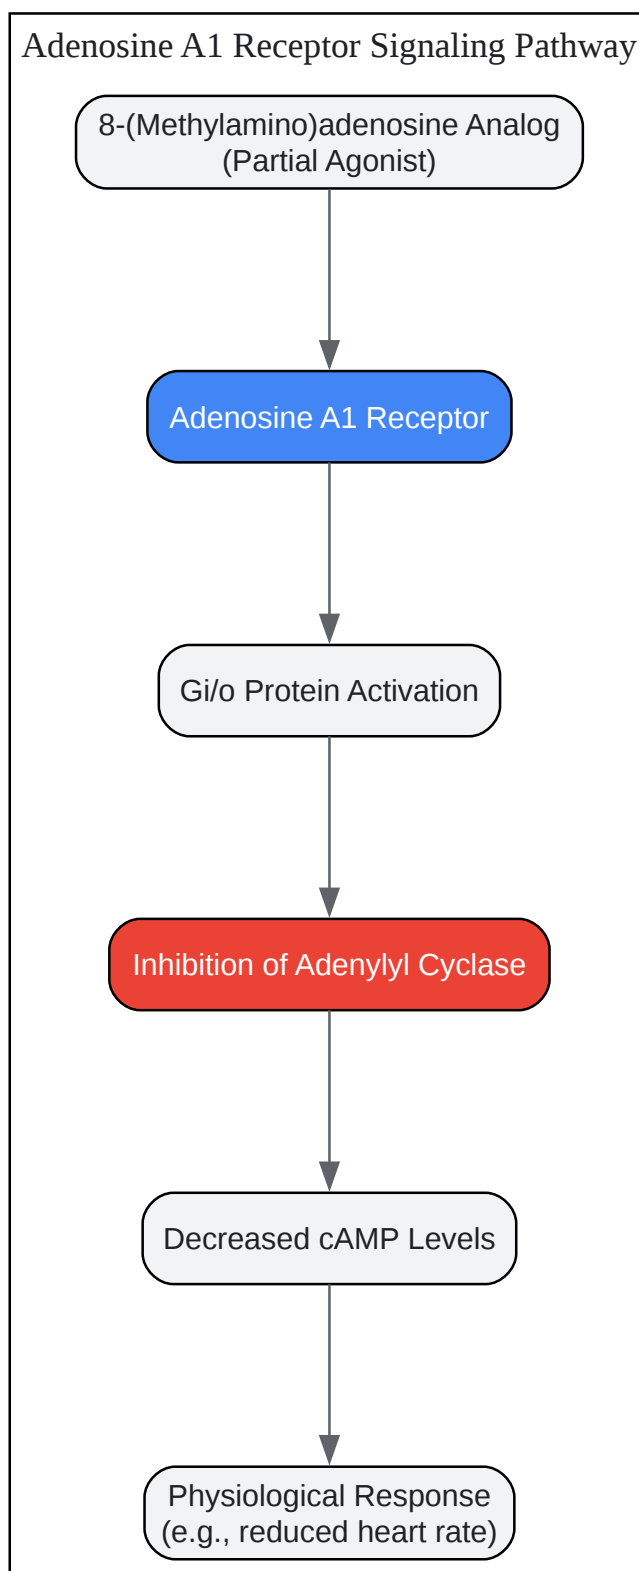 Adenosine A1 Receptor Signaling Pathway
8-(Methylamino)adenosine Analog
(Partial Agonist)
Adenosine A1 Receptor
Gi/o Protein Activation
Inhibition of Adenylyl Cyclase
Decreased cAMP Levels
Physiological Response
(e.g., reduced heart rate)